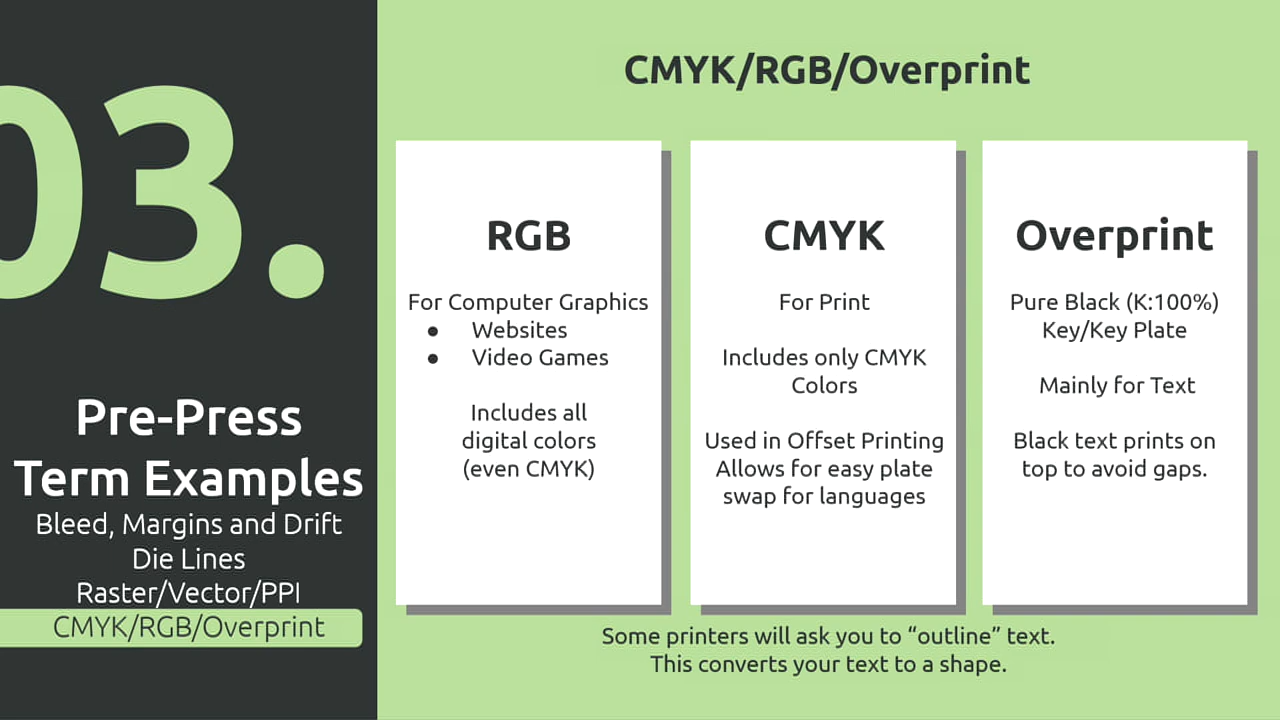 03.
Pre-Press
Term Examples
Bleed, Margins and Drift
Die Lines
Raster/Vector/PPI
CMYK/RGB/Overprint
CMYK/RGB/Overprint
RGB
For Computer Graphics
● Websites
● Video Games
Includes all
digital colors
(even CMYK)
CMYK
For Print
Includes only CMYK
Colors
Used in Offset Printing
Allows for easy plate
swap for languages
Overprint
Pure Black (K:100%)
Key/Key Plate
Mainly for Text
Black text prints on
top to avoid gaps.
Some printers will ask you to “outline” text.
This converts your text to a shape.